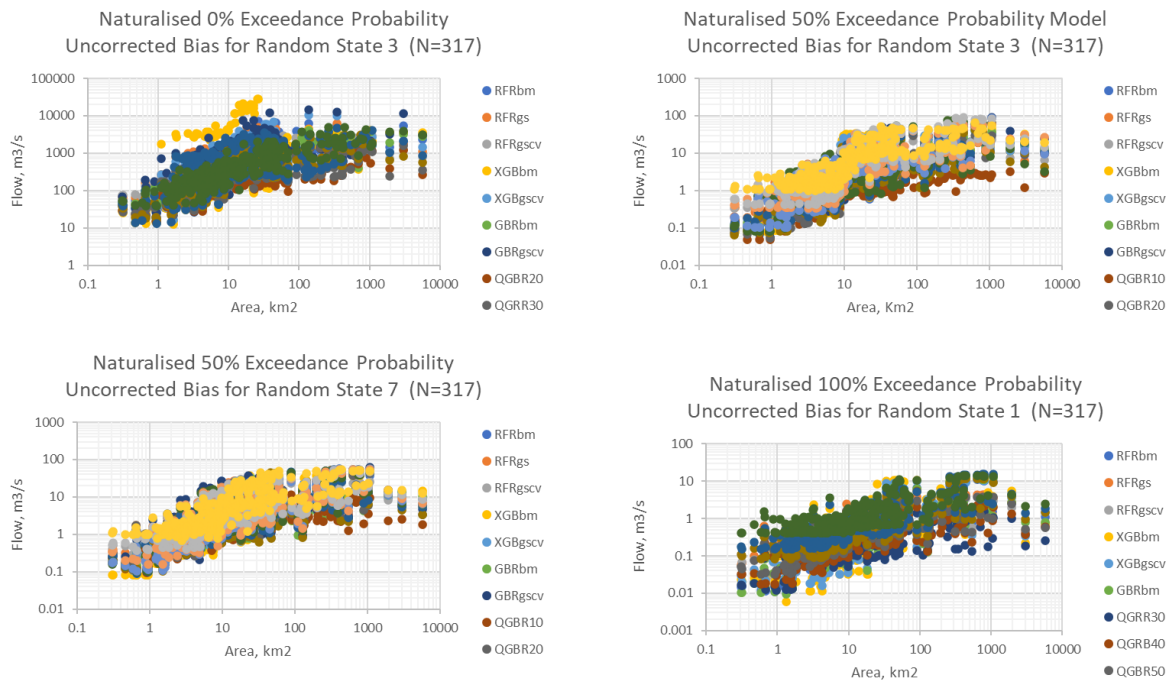 Naturalised 0% Exceedance Probability
Uncorrected Bias for Random State 3 (N=317)
100000
10000
1000
100
10
1
0.1 1 10 100 1000 10000
Flow, m3/s
Area, km2
RFRbm
RFRgs
RFRgscv
XGBbm
XGBgscv
GBRbm
GBRgscv
QGBR20
QGRR30
Naturalised 50% Exceedance Probability Model
Uncorrected Bias for Random State 3 (N=317)
1000
100
10
1
0.1
0.01
0.1 1 10 100 1000 10000
Flow, m3/s
Area, Km2
RFRbm
RFRgs
RFRgscv
XGBbm
XGBgscv
GBRbm
GBRgscv
QGBR10
QGBR20
Naturalised 50% Exceedance Probability
Uncorrected Bias for Random State 7 (N=317)
1000
100
10
1
0.1
0.01
0.1 1 10 100 1000 10000
Flow, m3/s
Area, km2
RFRbm
RFRgs
RFRgscv
XGBbm
XGBgscv
GBRbm
GBRgscv
QGBR10
QGBR20
Naturalised 100% Exceedance Probability
Uncorrected Bias for Random State 1 (N=317)
100
10
1
0.1
0.01
0.001
0.1 1 10 100 1000 10000
Flow, m3/s
Area, km2
RFRbm
RFRgs
RFRgscv
XGBbm
XGBgscv
GBRbm
QGRR30
QGRB40
QGBR50